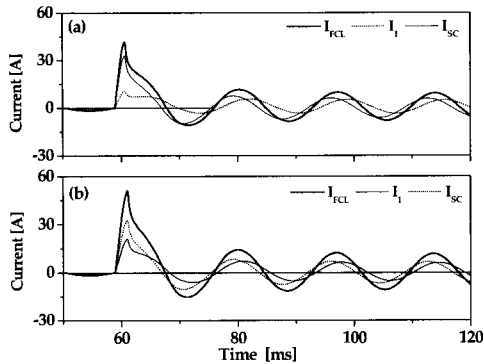 60
(a)
I_FCL I_1 I_SC
30
0
-30
Current [A]
60
(b)
I_FCL I_1 I_SC
30
0
-30
Current [A]
60 80 100 120
Time [ms]